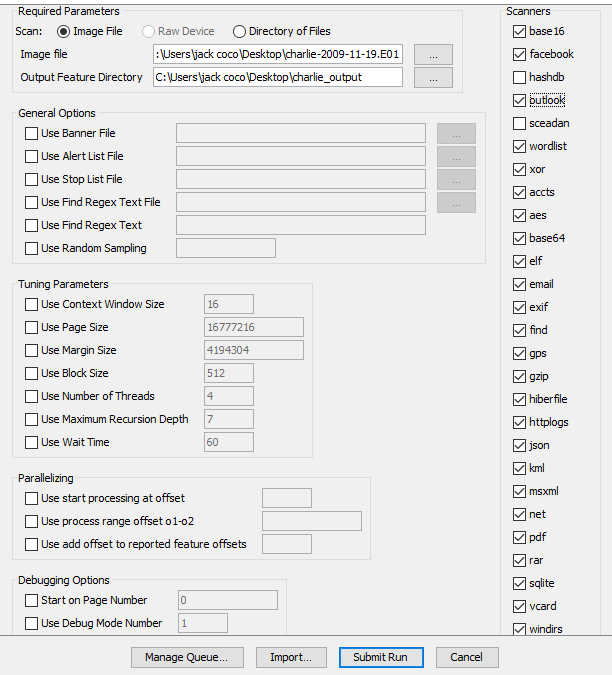 Required Parameters
Scan: Image File Raw Device Directory of Files
Image file :\Users\jack coco\Desktop\charlie-2009-11-19.E01 ...
Output Feature Directory C:\Users\jack coco\Desktop\charlie_output ...
General Options
Use Banner File ...
Use Alert List File ...
Use Stop List File ...
Use Find Regex Text File ...
Use Find Regex Text
Use Random Sampling
Tuning Parameters
Use Context Window Size 16
Use Page Size 16777216
Use Margin Size 4194304
Use Block Size 512
Use Number of Threads 4
Use Maximum Recursion Depth 7
Use Wait Time 60
Parallelizing
Use start processing at offset
Use process range offset o1-o2
Use add offset to reported feature offsets
Debugging Options
Start on Page Number 0
Use Debug Mode Number 1
Scanners
base16
facebook
hashdb
outlook
sceadan
wordlist
xor
accts
aes
base64
elf
email
exif
find
gps
gzip
hiberfile
httplogs
json
kml
msxml
net
pdf
rar
sqlite
vcard
windirs
Manage Queue... Import... Submit Run Cancel